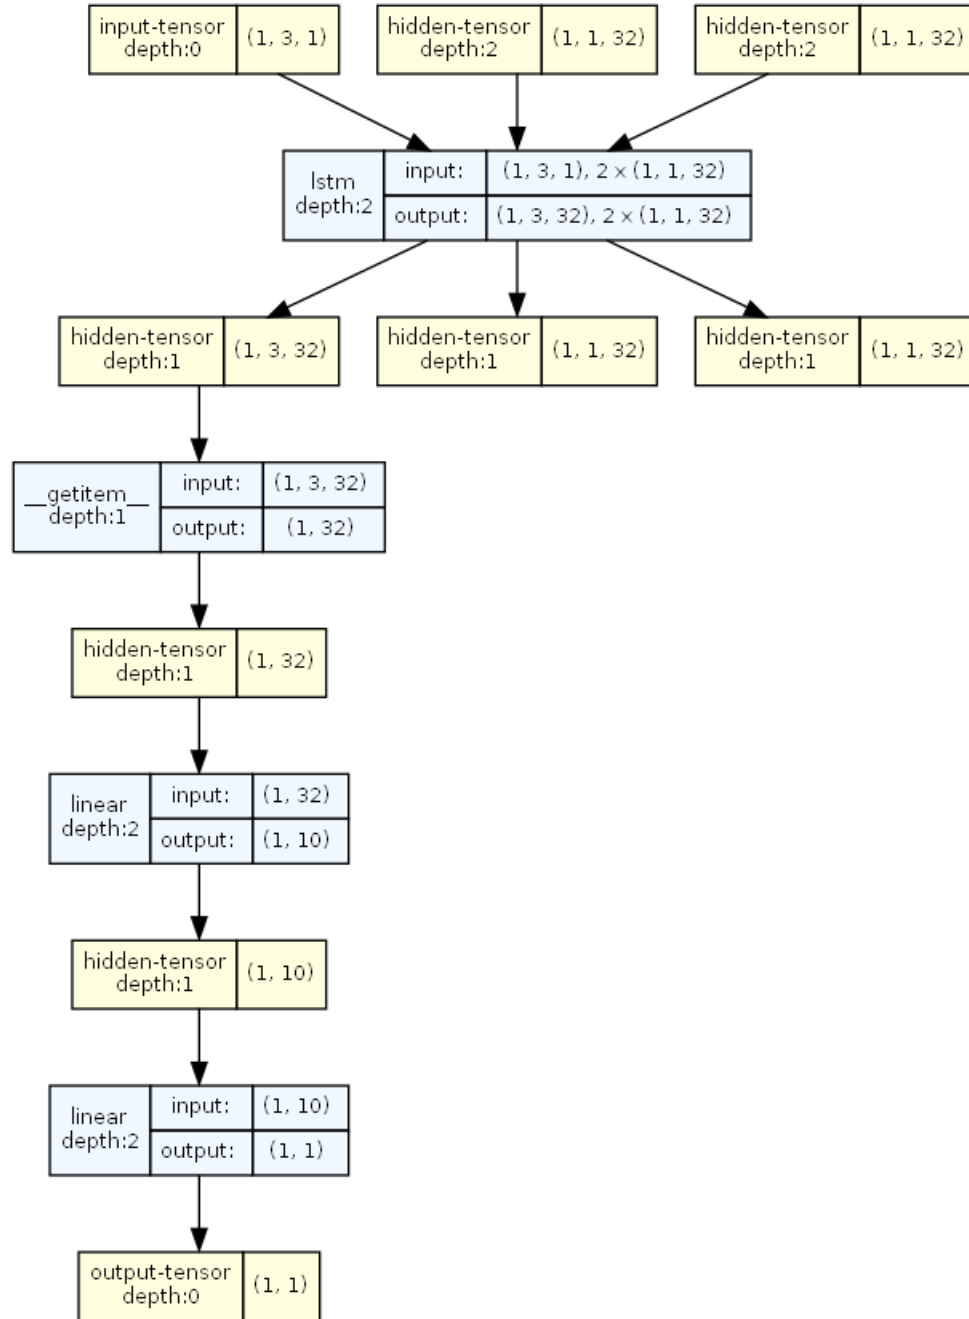 input-tensor
depth:0
(1, 3, 1)
hidden-tensor
depth:2
(1, 1, 32)
hidden-tensor
depth:2
(1, 1, 32)
lstm
depth:2
input:
(1, 3, 1), 2 × (1, 1, 32)
output:
(1, 3, 32), 2 × (1, 1, 32)
hidden-tensor
depth:1
(1, 3, 32)
hidden-tensor
depth:1
(1, 1, 32)
hidden-tensor
depth:1
(1, 1, 32)
__getitem__
depth:1
input:
(1, 3, 32)
output:
(1, 32)
hidden-tensor
depth:1
(1, 32)
linear
depth:2
input:
(1, 32)
output:
(1, 10)
hidden-tensor
depth:1
(1, 10)
linear
depth:2
input:
(1, 10)
output:
(1, 1)
output-tensor
depth:0
(1, 1)